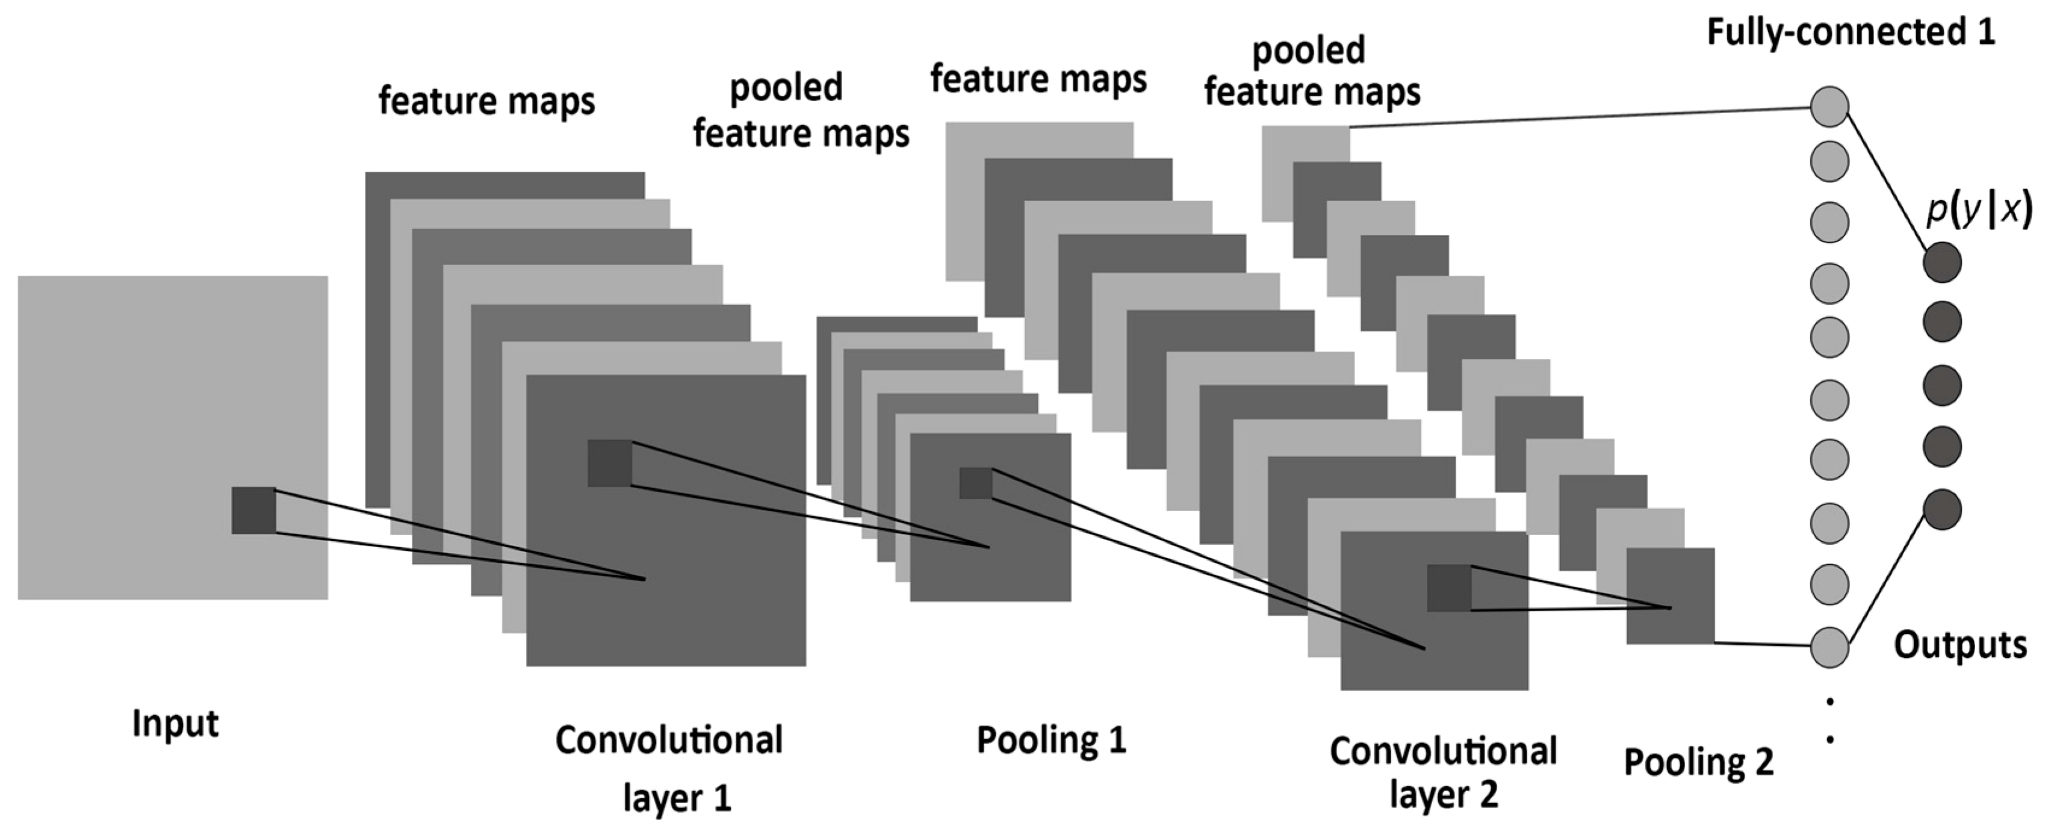 Fully-connected 1
pooled
feature maps
feature maps
pooled
feature maps
feature maps
p(y|x)
Outputs
Input
Convolutional
layer 1
Pooling 1
Convolutional
layer 2
Pooling 2